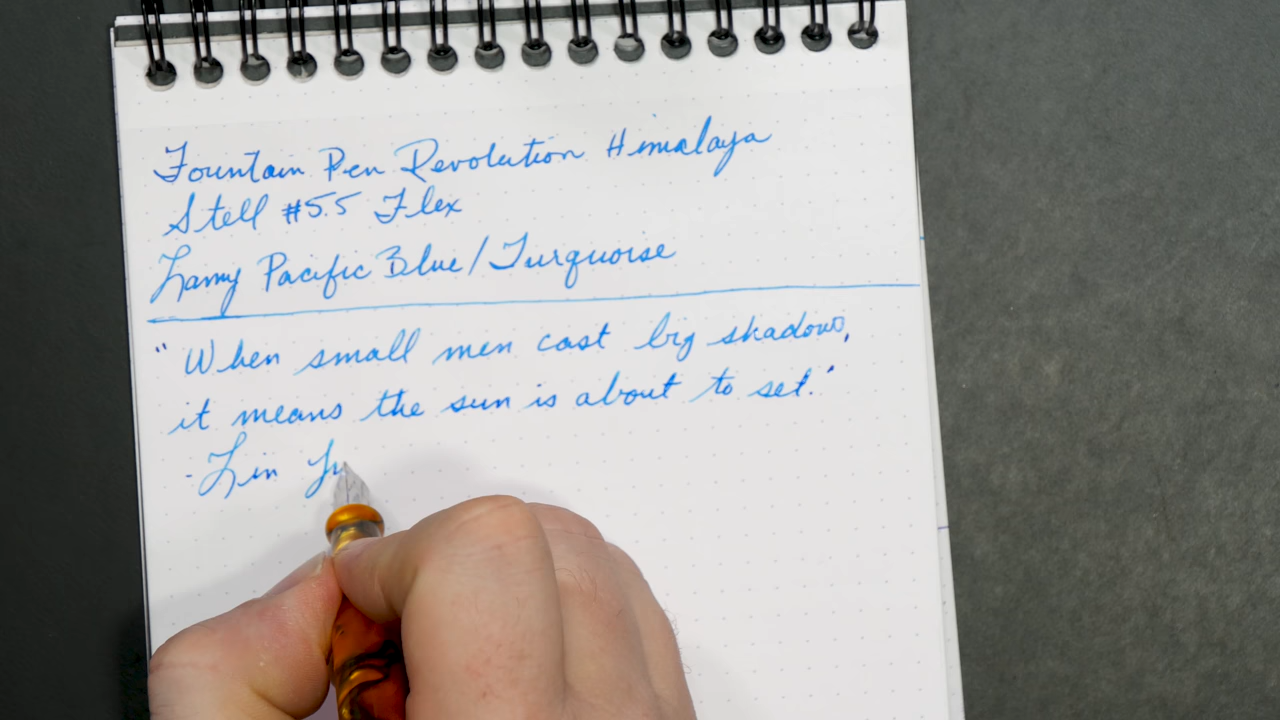 Fountain Pen Revolution Himalaya
Stell #5.5 Flex
Lamy Pacific Blue/Turquoise
"When small men cast big shadows,
it means the sun is about to set."
-Lin Yu